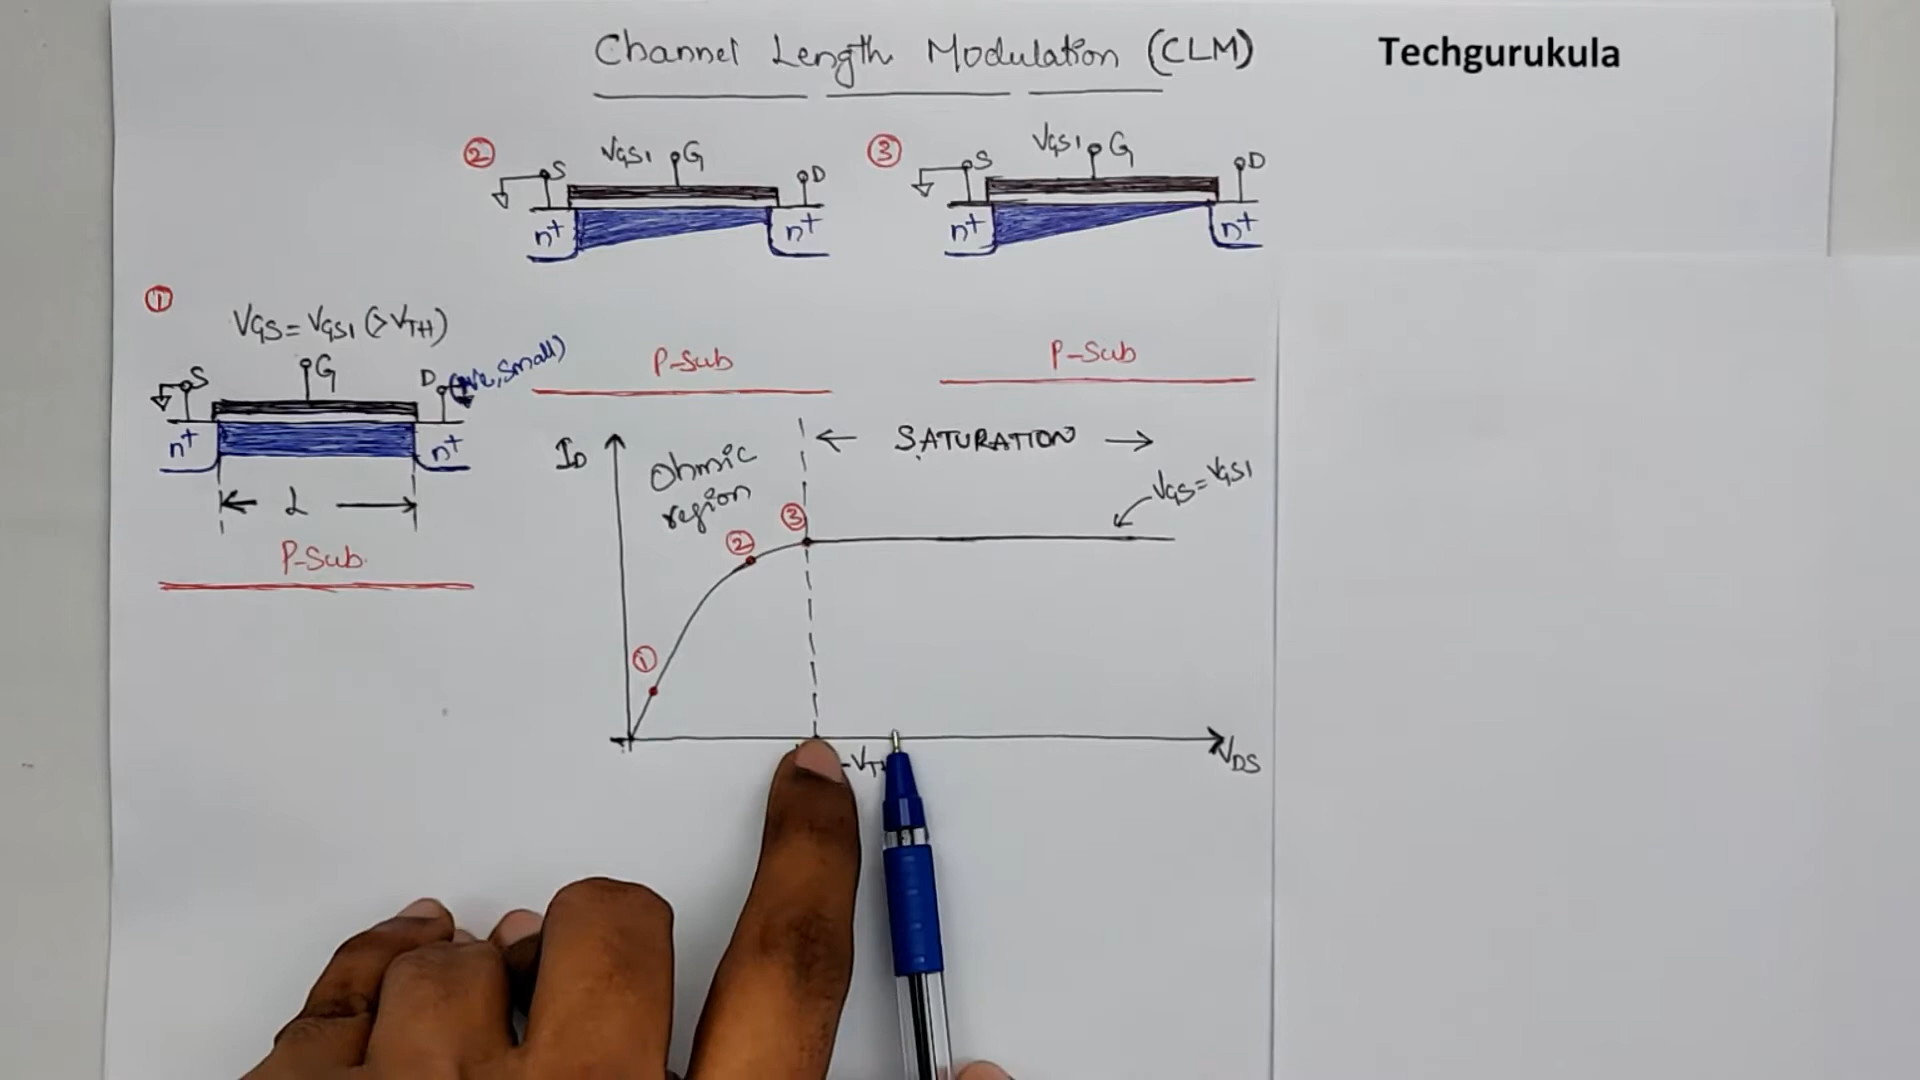 Channel Length Modulation (CLM)
Techgurukula
②
S
VGS1
G
D
n+
n+
P-Sub
③
S
VGS1
G
D
n+
n+
P-Sub
①
VGS = VGS1 (> VTH)
S
G
D
(+ve, small)
n+
n+
L
P-Sub
ID
Ohmic
region
← SATURATION →
VGS = VGS1
①
②
③
VDS